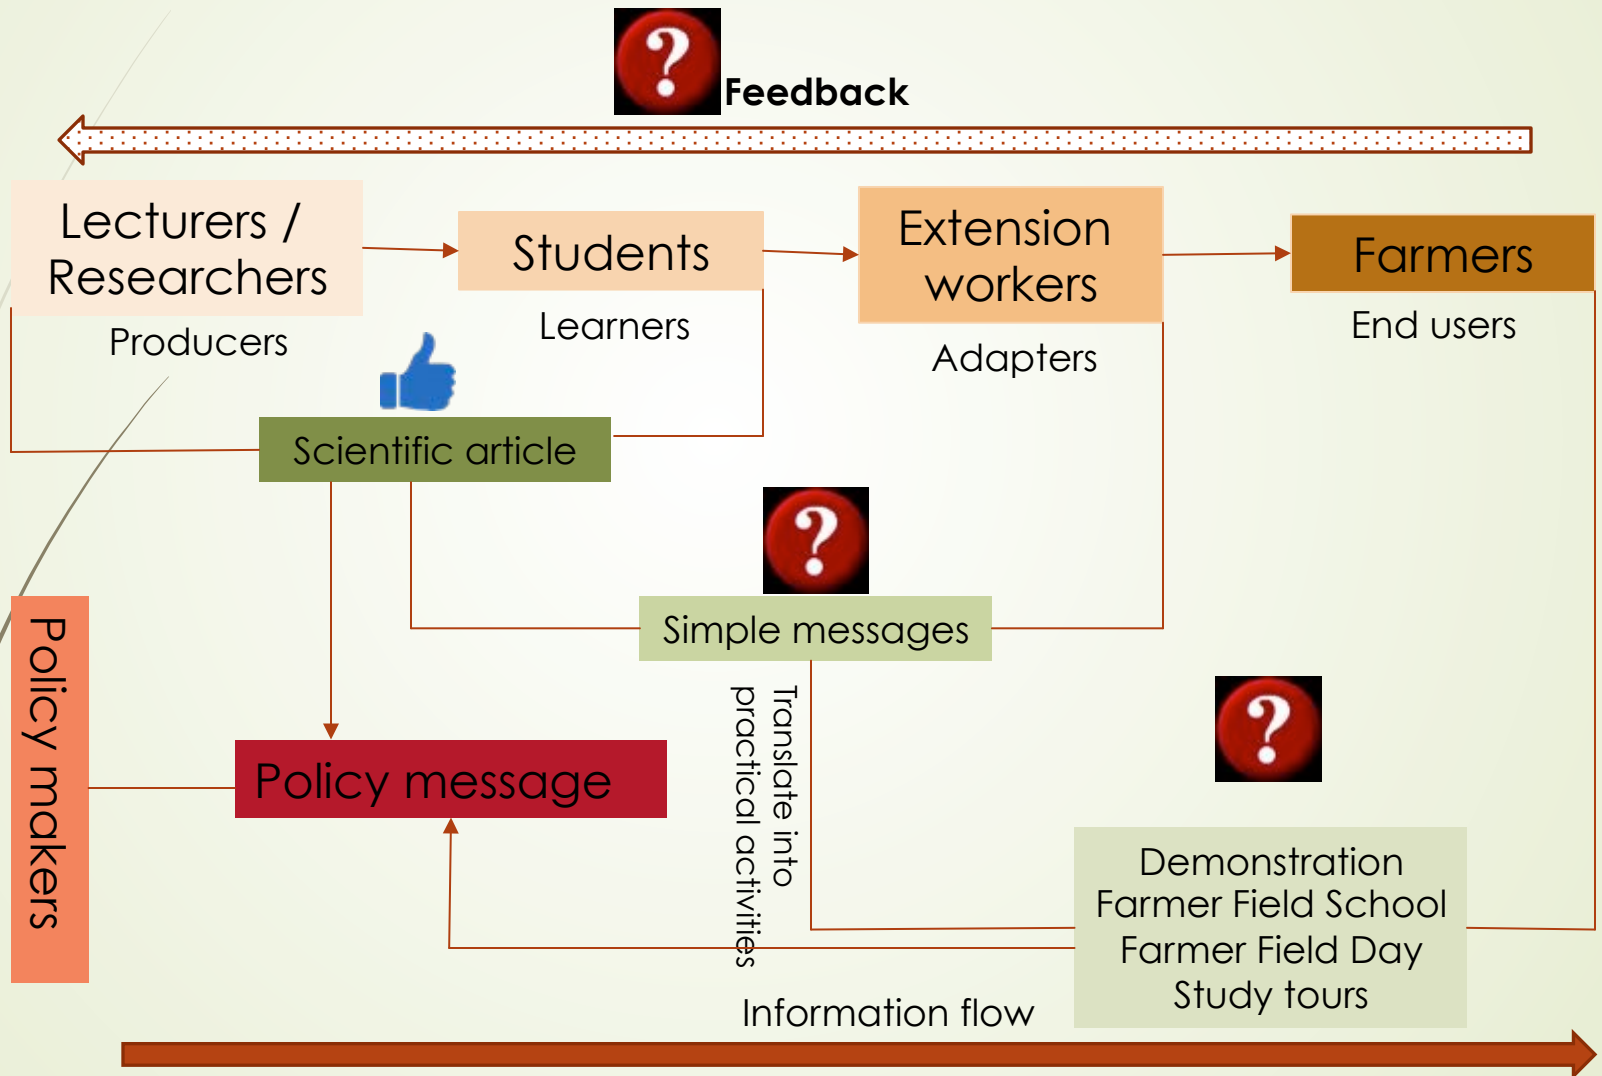 ?
Feedback
Lecturers /
Researchers
Students
Extension
workers
Farmers
Producers
Learners
Adapters
End users
Scientific article
?
Simple messages
Translate into
practical activities
?
Policy makers
Policy message
Demonstration
Farmer Field School
Farmer Field Day
Study tours
Information flow